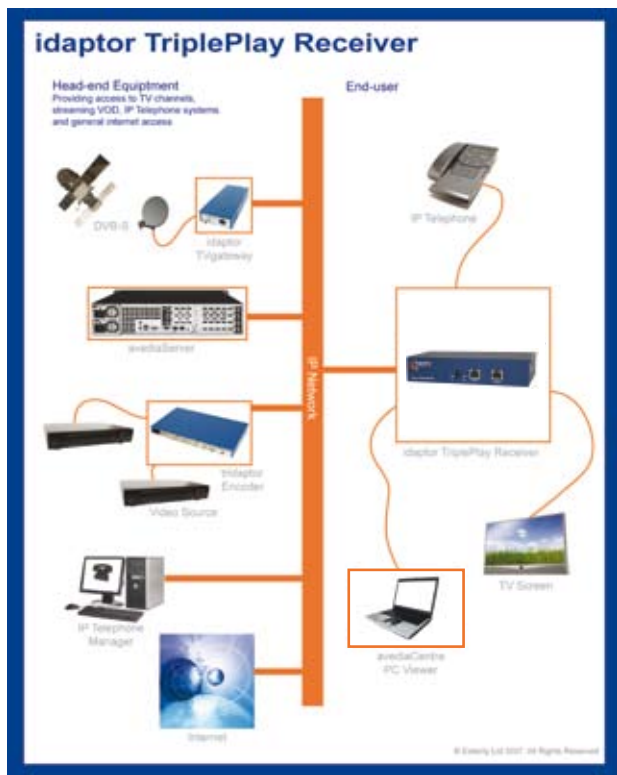 idaptor TriplePlay Receiver
Head-end Equiptment
Providing access to TV channels,
streaming VOD, IP Telephone systems
and general internet access
End-user
DVB-S
idaptor
TVgateway
IP Telephone
avediaServer
IP Network
idaptor TriplePlay Receiver
tvidaptor
Encoder
Video Source
TV Screen
IP Telephone
Manager
avediaCentre
PC Viewer
Internet
© Exterity Ltd 2007. All Rights Reserved